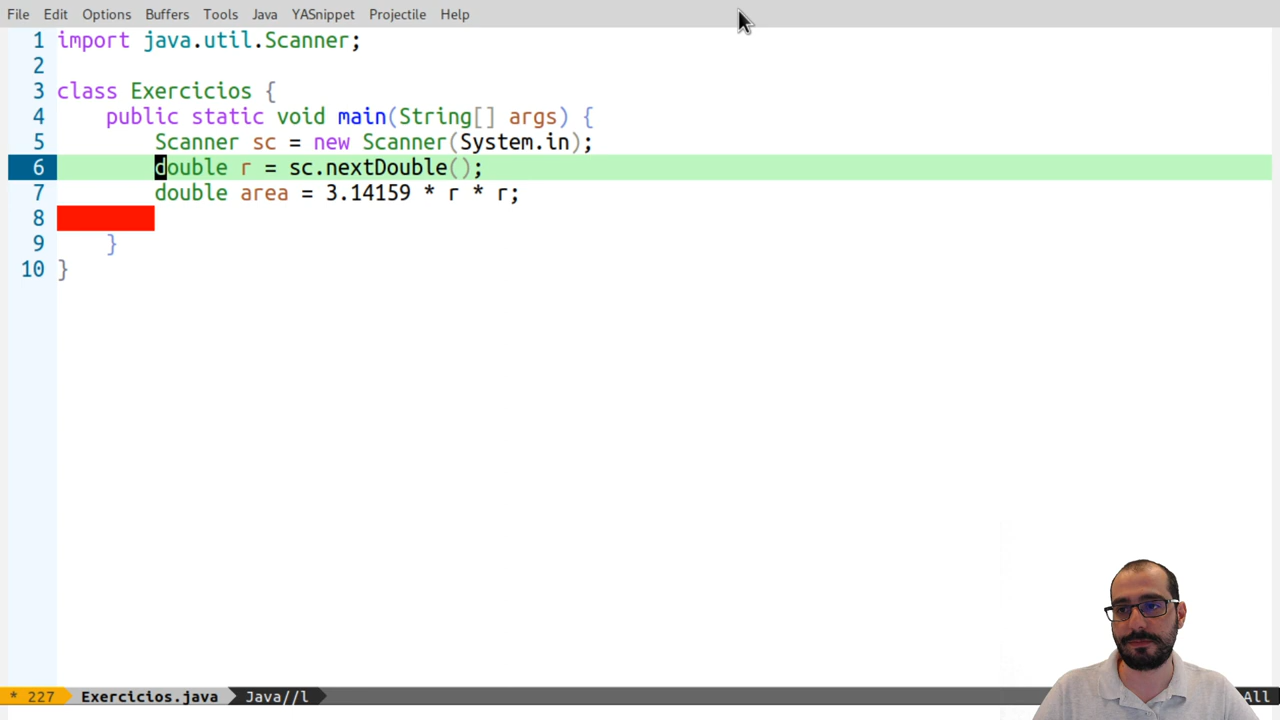 File Edit Options Buffers Tools Java YASnippet Projectile Help
1 import java.util.Scanner;
2
3 class Exercicios {
4     public static void main(String[] args) {
5         Scanner sc = new Scanner(System.in);
6         double r = sc.nextDouble();
7         double area = 3.14159 * r * r;
8
9     }
10 }
* 227 Exercicios.java Java//l All